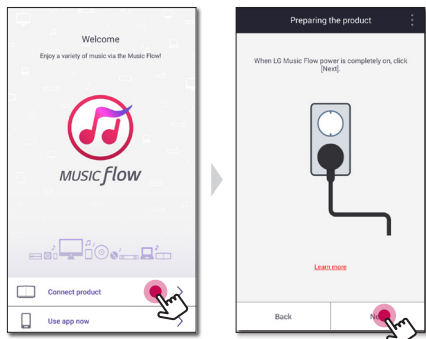 Welcome
Enjoy a variety of music via the Music Flow!
MUSIC flow
Connect product
Use app now
Preparing the product
When LG Music Flow power is completely on, click
[Next].
Learn more
Back